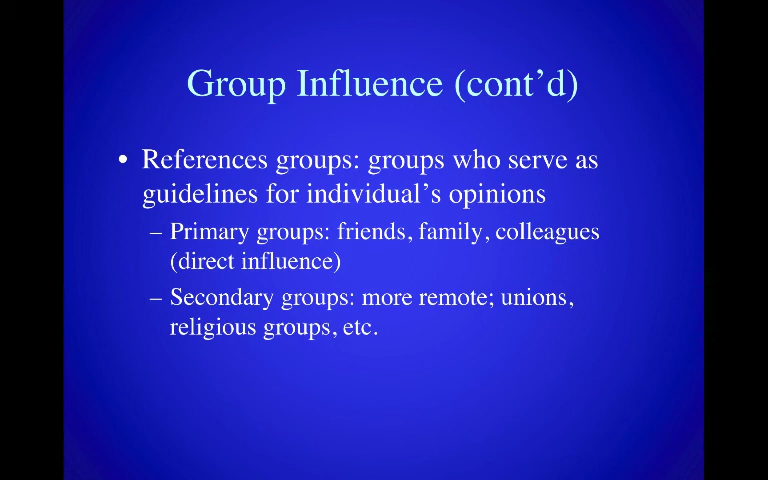 Group Influence (cont’d)
• References groups: groups who serve as
guidelines for individual’s opinions
– Primary groups: friends, family, colleagues
(direct influence)
– Secondary groups: more remote; unions,
religious groups, etc.